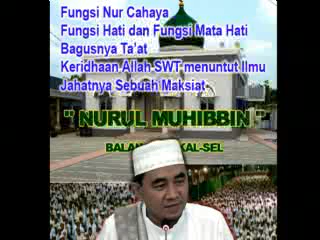 Fungsi Nur Cahaya
Fungsi Hati dan Fungsi Mata Hati
Bagusnya Ta'at
Keridhaan Allah SWT menuntut Ilmu
Jahatnya Sebuah Maksiat
" NURUL MUHIBBIN "
KAL-SEL